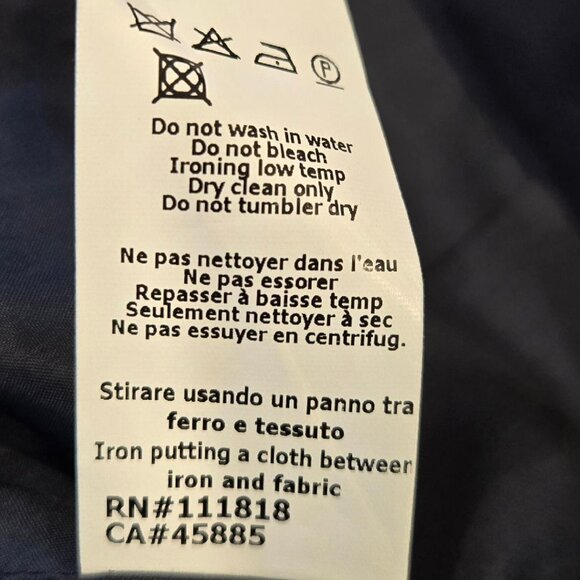 P
Do not wash in water
Do not bleach
Ironing low temp
Dry clean only
Do not tumbler dry
Ne pas nettoyer dans l'eau
Ne pas essorer
Repasser à baisse temp
Seulement nettoyer à sec
Ne pas essuyer en centrifug.
Stirare usando un panno tra
ferro e tessuto
Iron putting a cloth between
iron and fabric
RN#111818
CA#45885